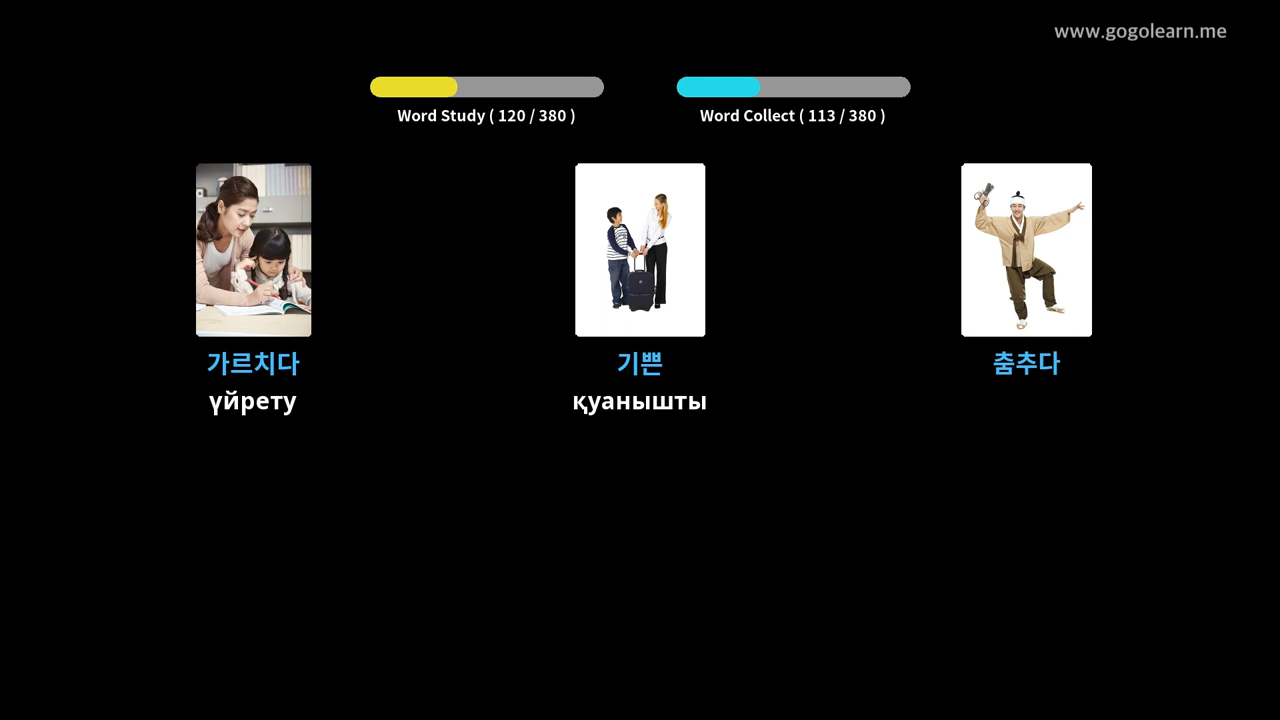 www.gogolearn.me
Word Study ( 120 / 380 )
Word Collect ( 113 / 380 )
가르치다
үйрету
기쁜
қуанышты
춤추다